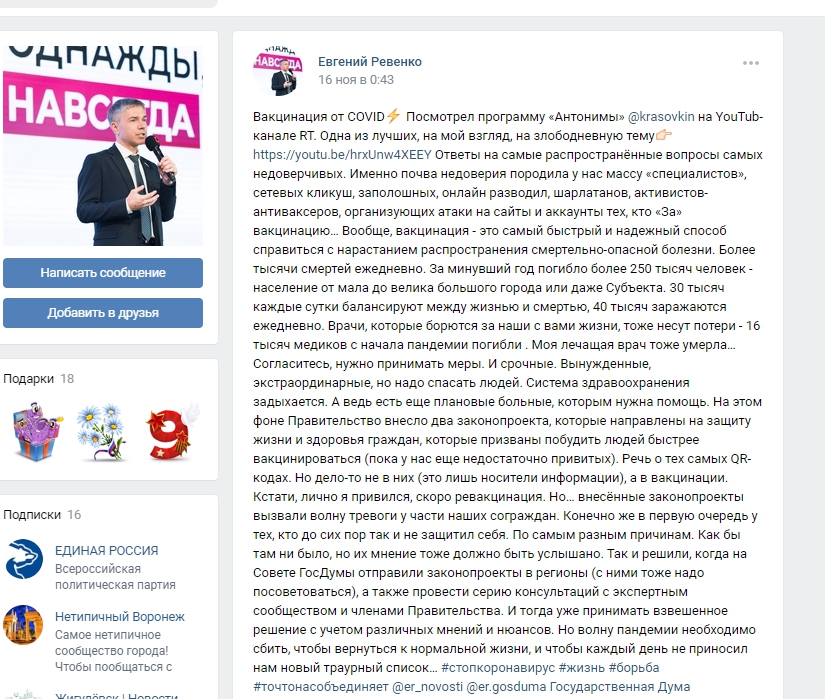 ОДНАЖДЫ
НАВСЕГДА
Написать сообщение
Добавить в друзья
Подарки 18
9
Подписки 16
ЕДИНАЯ РОССИЯ
Всероссийская
политическая партия
Нетипичный Воронеж
Самое нетипичное
сообщество города!
Чтобы пообщаться с
Жигулёвск | Новости
Евгений Ревенко
16 ноя в 0:43
Вакцинация от COVID⚡ Посмотрел программу «Антонимы» @krasovkin на YouTub-
канале RT. Одна из лучших, на мой взгляд, на злободневную тему👉
https://youtu.be/hrxUnw4XEEY Ответы на самые распространённые вопросы самых
недоверчивых. Именно почва недоверия породила у нас массу «специалистов»,
сетевых кликуш, заполошных, онлайн разводил, шарлатанов, активистов-
антиваксеров, организующих атаки на сайты и аккаунты тех, кто «За»
вакцинацию… Вообще, вакцинация - это самый быстрый и надежный способ
справиться с нарастанием распространения смертельно-опасной болезни. Более
тысячи смертей ежедневно. За минувший год погибло более 250 тысяч человек -
население от мала до велика большого города или даже Субъекта. 30 тысяч
каждые сутки балансируют между жизнью и смертью, 40 тысяч заражаются
ежедневно. Врачи, которые борются за наши с вами жизни, тоже несут потери - 16
тысяч медиков с начала пандемии погибли . Моя лечащая врач тоже умерла…
Согласитесь, нужно принимать меры. И срочные. Вынужденные,
экстраординарные, но надо спасать людей. Система здравоохранения
задыхается. А ведь есть еще плановые больные, которым нужна помощь. На этом
фоне Правительство внесло два законопроекта, которые направлены на защиту
жизни и здоровья граждан, которые призваны побудить людей быстрее
вакцинироваться (пока у нас еще недостаточно привитых). Речь о тех самых QR-
кодах. Но дело-то не в них (это лишь носители информации), а в вакцинации.
Кстати, лично я привился, скоро ревакцинация. Но… внесённые законопроекты
вызвали волну тревоги у части наших сограждан. Конечно же в первую очередь у
тех, кто до сих пор так и не защитил себя. По самым разным причинам. Как бы
там ни было, но их мнение тоже должно быть услышано. Так и решили, когда на
Совете ГосДумы отправили законопроекты в регионы (с ними тоже надо
посоветоваться), а также провести серию консультаций с экспертным
сообществом и членами Правительства. И тогда уже принимать взвешенное
решение с учетом различных мнений и нюансов. Но волну пандемии необходимо
сбить, чтобы вернуться к нормальной жизни, и чтобы каждый день не приносил
нам новый траурный список… #стопкоронавирус #жизнь #борьба
#точтонасобъединяет @er_novosti @er.gosduma Государственная Дума